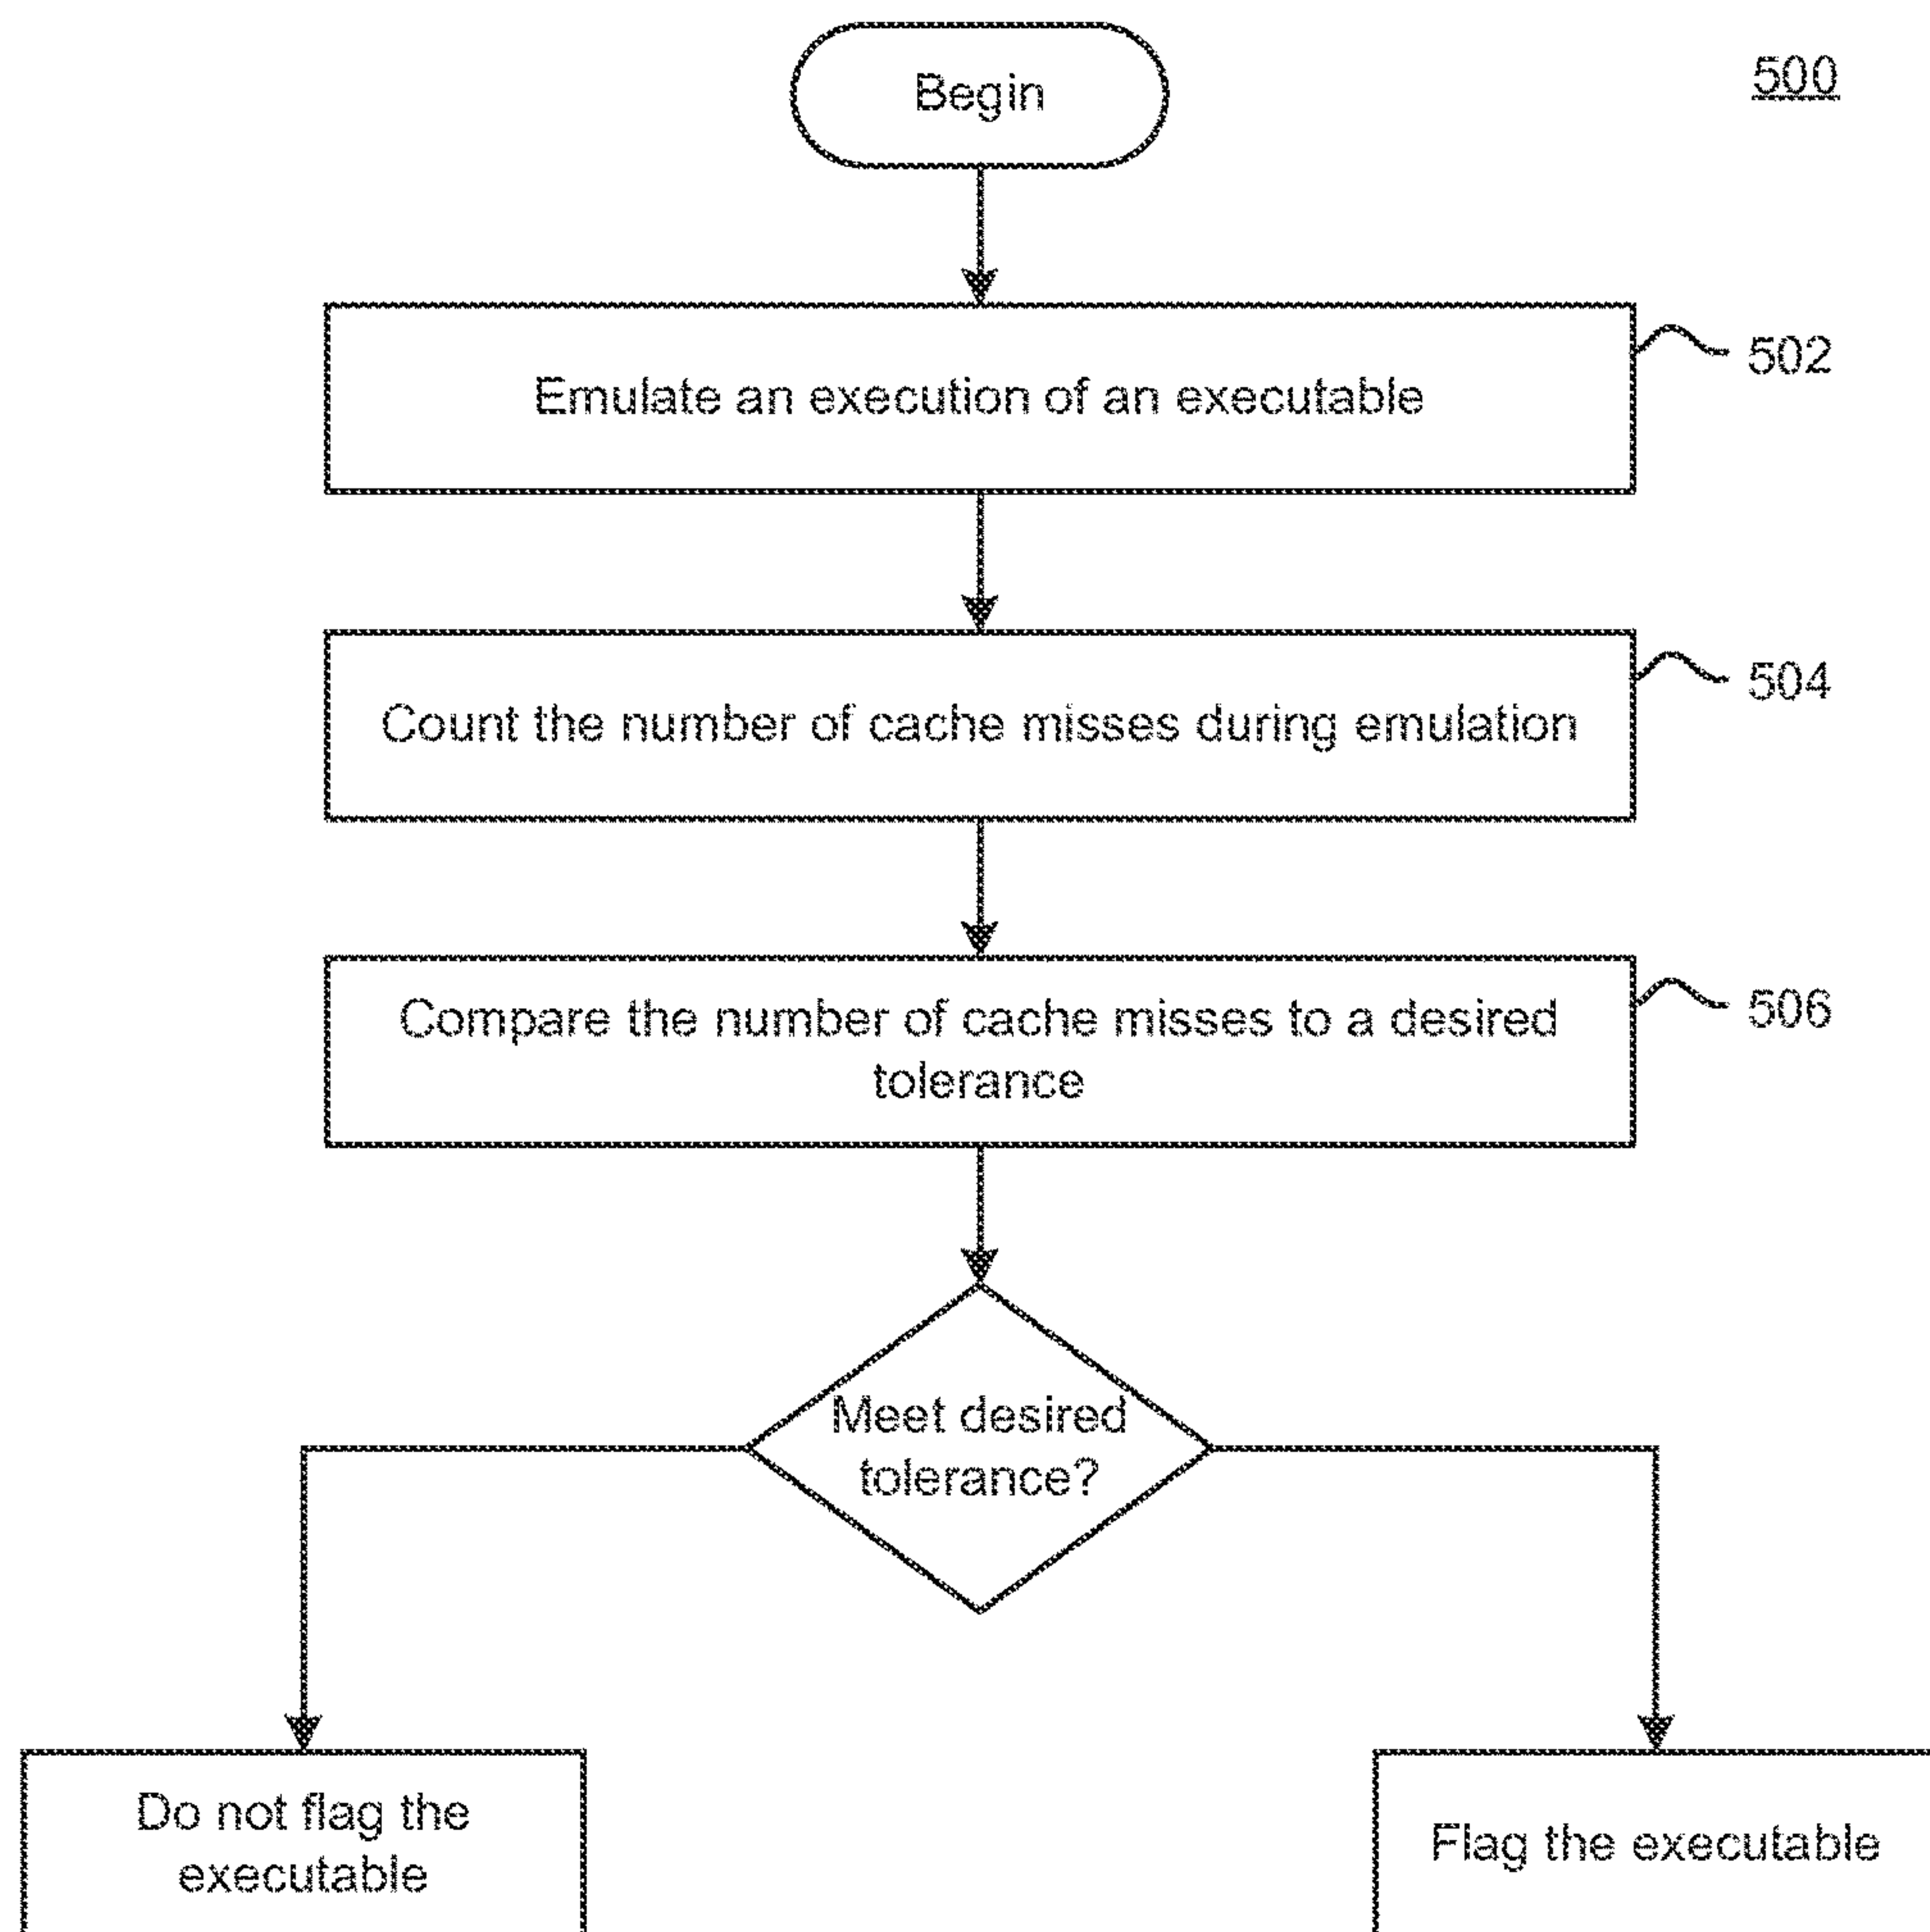 Begin
500
Emulate an execution of an executable
502
Count the number of cache misses during emulation
504
Compare the number of cache misses to a desired
tolerance
506
Meet desired
tolerance?
Do not flag the
executable
Flag the executable